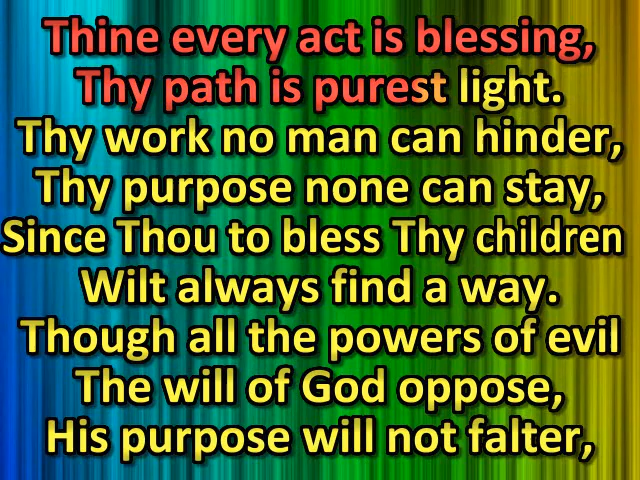 Thine every act is blessing,
Thy path is purest light.
Thy work no man can hinder,
Thy purpose none can stay,
Since Thou to bless Thy children
Wilt always find a way.
Though all the powers of evil
The will of God oppose,
His purpose will not falter,